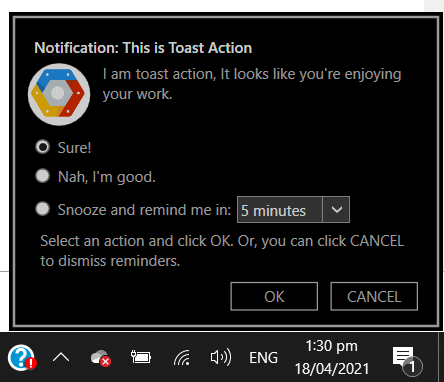 Notification: This is Toast Action
I am toast action, It looks like you're enjoying
your work.
Sure!
Nah, I'm good.
Snooze and remind me in: 5 minutes
Select an action and click OK. Or, you can click CANCEL
to dismiss reminders.
OK CANCEL
1:30 pm
ENG
18/04/2021
1